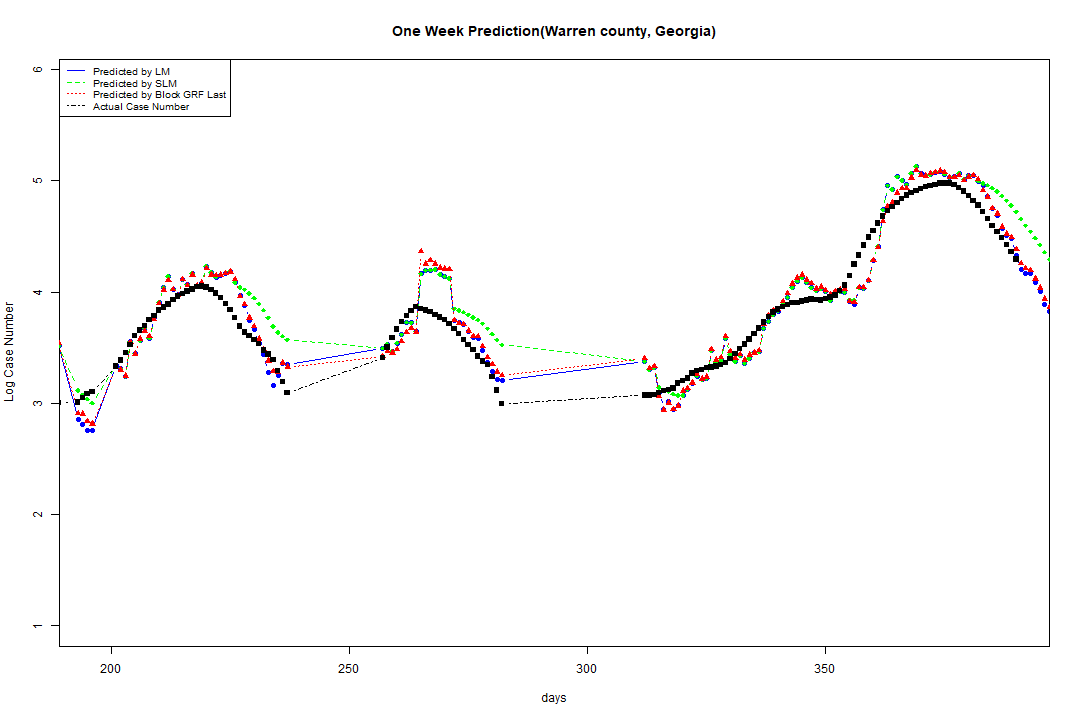 One Week Prediction(Warren county, Georgia)
Predicted by LM
Predicted by SLM
Predicted by Block GRF Last
Actual Case Number
Log Case Number
6
5
4
3
2
1
200
250
300
350
days